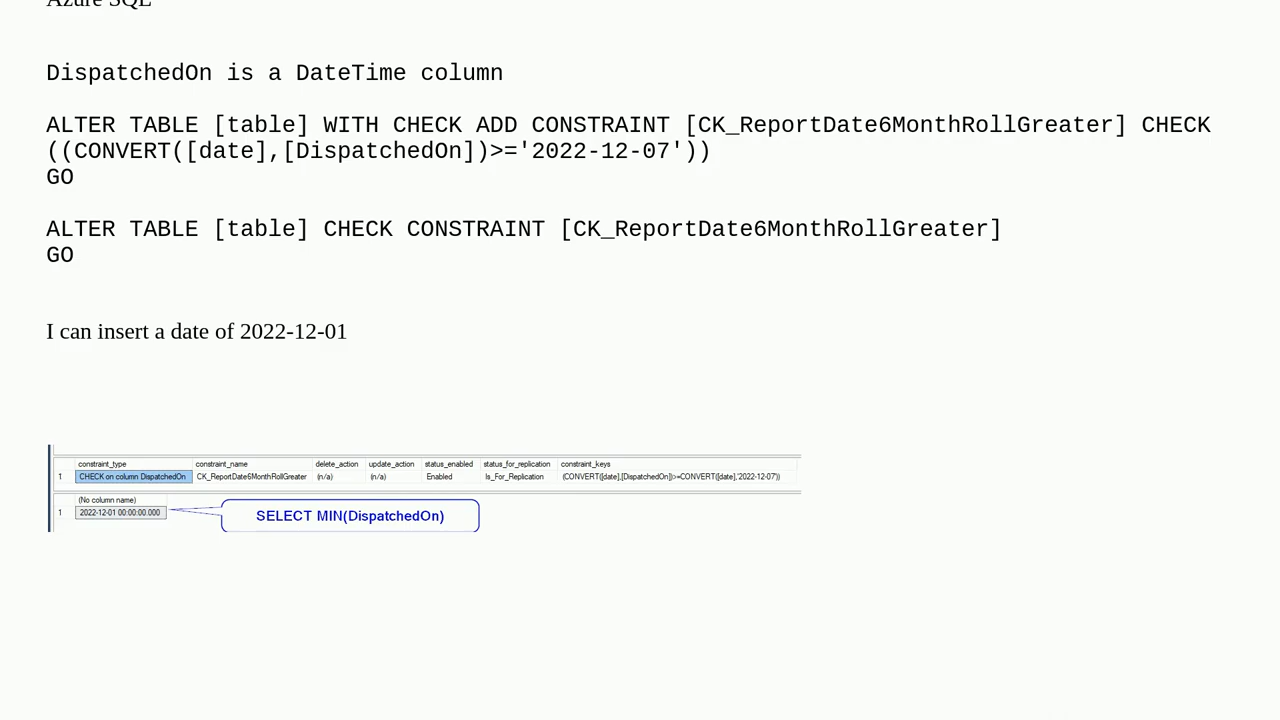 Azure SQL
DispatchedOn is a DateTime column
ALTER TABLE [table] WITH CHECK ADD CONSTRAINT [CK_ReportDate6MonthRollGreater] CHECK
((CONVERT([date],[DispatchedOn])>='2022-12-07'))
GO
ALTER TABLE [table] CHECK CONSTRAINT [CK_ReportDate6MonthRollGreater]
GO
I can insert a date of 2022-12-01
constraint_type constraint_name delete_action update_action status_enabled status_for_replication constraint_keys
1 CHECK on column DispatchedOn CK_ReportDate6MonthRollGreater (n/a) (n/a) Enabled Is_For_Replication (CONVERT([date],[DispatchedOn])>=CONVERT([date],'2022-12-07'))
(No column name)
1 2022-12-01 00:00:00.000 SELECT MIN(DispatchedOn)